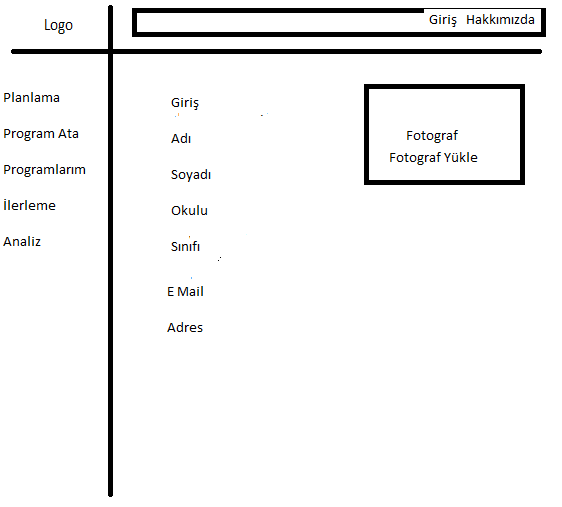 Logo
Giriş Hakkımızda
Planlama
Program Ata
Programlarım
İlerleme
Analiz
Giriş
Adı
Soyadı
Okulu
Sınıfı
E Mail
Adres
Fotograf
Fotograf Yükle